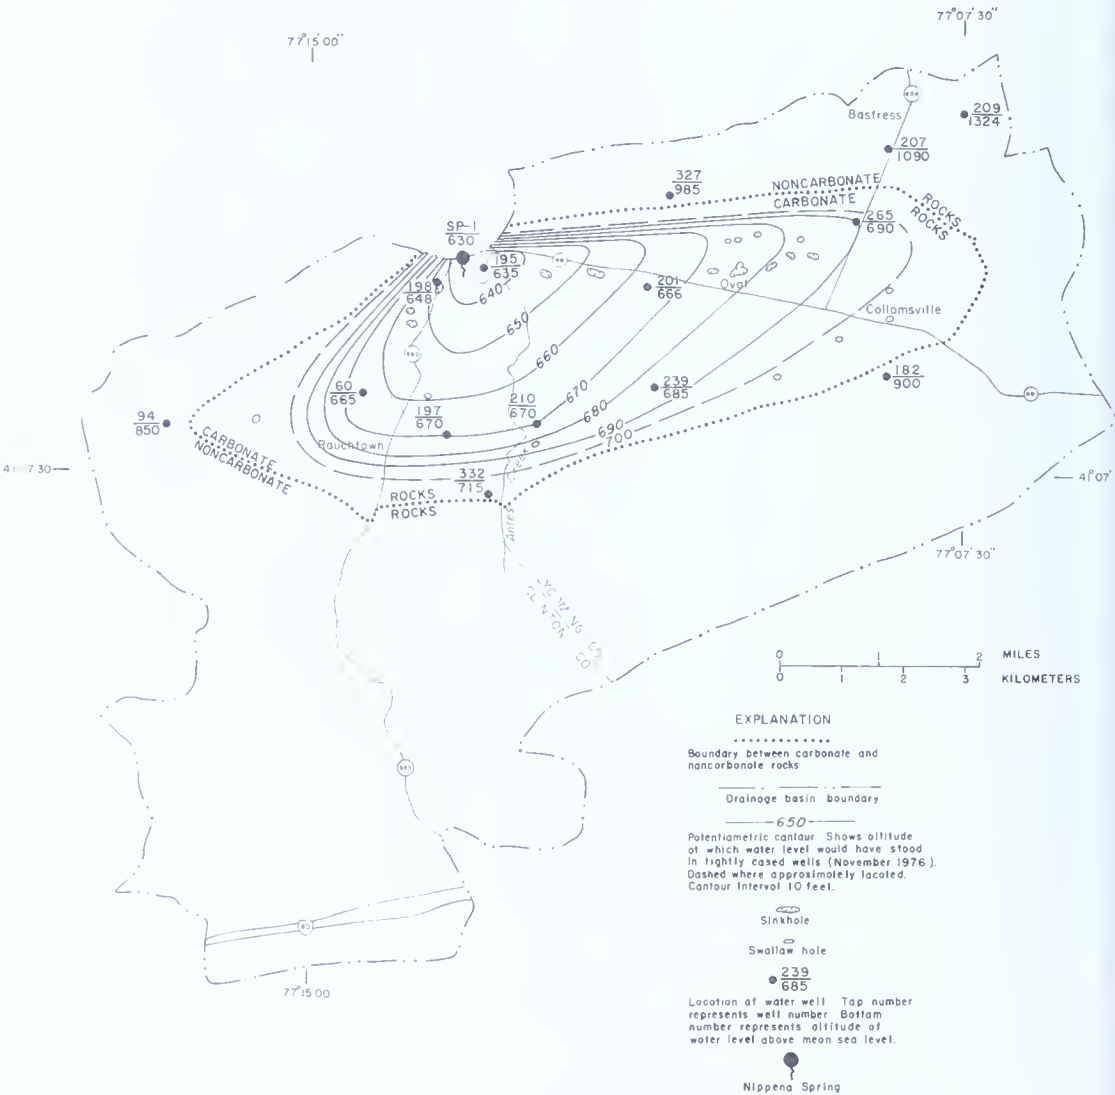 77°07'30"
77°15'00"
Bastress
209
1324
207
1090
327
985
NONCARBONATE
CARBONATE
ROCKS
ROCKS
SP-1
630
265
690
195
635
198
648
640
201
666
Oval
Collomsville
650
660
60
665
239
685
182
900
670
94
850
197
670
210
670
680
690
700
CARBONATE
NONCARBONATE
Rauchtown
7 30
332
715
ROCKS
ROCKS
Antes
Creek
41°07'
77°07'30"
CO
0 1 2 MILES
0 1 2 3 KILOMETERS
EXPLANATION
Boundary between carbonate and
noncarbonate rocks
Drainage basin boundary
650
Potentiometric contour Shows altitude
at which water level would have stood
in tightly cased wells (November 1976).
Dashed where approximately located.
Contour Interval 10 feet.
Sinkhole
Swallow hole
239
685
Location of water well Top number
represents well number Bottom
number represents altitude of
water level above mean sea level.
Nippena Spring
80
77°15 00